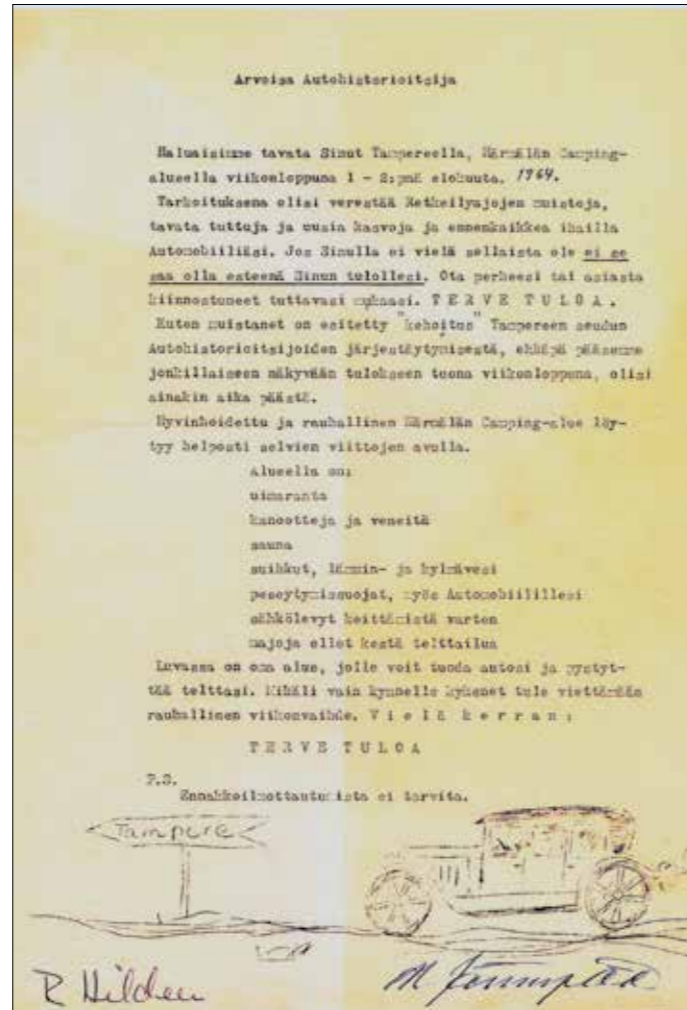 Arvoisa Autohistorioitsija
Haluaisimme tavata Sinut Tampereella, Härmälän Camping-
alueella viikonloppuna 1 - 2:pnä elokuuta. 1964.
Tarkoituksena olisi verestää Retkeilyajojen muistoja,
tavata tuttuja ja uusia kasvoja ja ennenkaikkea ihailla
Automobiiliäsi. Jos Sinulla ei vielä sellaista ole ei se
saa olla esteenä Sinun tulollesi. Ota perheesi tai asiasta
kiinnostuneet tuttavasi mukaasi. T E R V E T U L O A .
Kuten muistanet on esitetty "kehoitus" Tampereen seudun
Autohistorioitsijoiden järjestäytymisestä, ehkäpä pääsemme
jonkillaiseen näkyvään tulokseen tuona viikonloppuna, olisi
ainakin aika päästä.
Hyvinhoidettu ja rauhallinen Härmälän Camping-alue löy-
tyy helposti selvien viittojen avulla.
Alueella on:
uimaranta
kanootteja ja veneitä
sauna
suihkut, lämmin- ja kylmävesi
peseytymissuojat, myös Automobiilillesi
sähkölevyt keittämistä varten
majoja ellet kestä telttailua
Luvassa on oma alue, jolle voit tuoda autosi ja pystyt-
tää telttasi. Mikäli vain kynnelle kykenet tule viettämään
rauhallinen viikonvaihde. V i e l ä k e r r a n :
T E R V E T U L O A
P.S.
Ennakkoilmottautumista ei tarvita.
Tampere
R Hilden